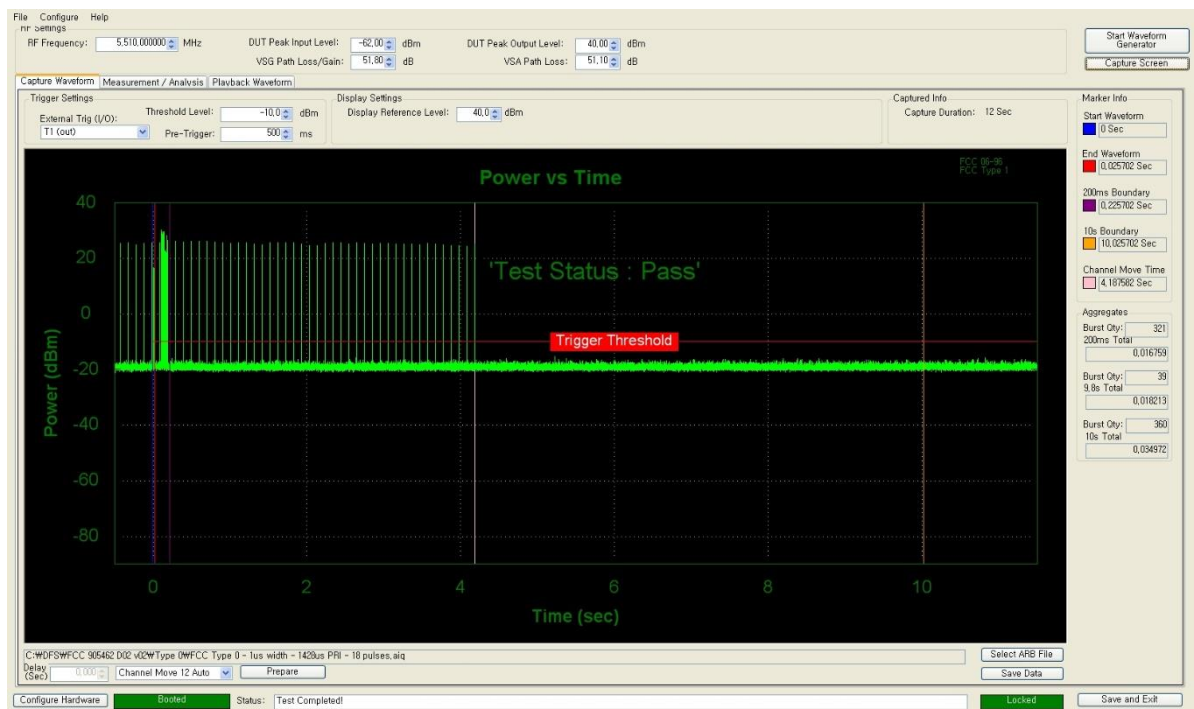 File Configure Help
RF Settings
RF Frequency: 5,510,000000 MHz DUT Peak Input Level: -62,00 dBm DUT Peak Output Level: 40,00 dBm
VSG Path Loss/Gain: 51,80 dB VSA Path Loss: 51,10 dB
Start Waveform Generator
Capture Screen
Capture Waveform Measurement / Analysis Playback Waveform
Trigger Settings
External Trig (I/O): Threshold Level: -10,0 dBm
T1 (out) Pre-Trigger: 500 ms
Display Settings
Display Reference Level: 40,0 dBm
Captured Info
Capture Duration: 12 Sec
Marker Info
Start Waveform
0 Sec
End Waveform
0,025702 Sec
200ms Boundary
0,225702 Sec
10s Boundary
10,025702 Sec
Channel Move Time
4,187582 Sec
Aggregates
Burst Qty: 321
200ms Total
0,016759
Burst Qty: 39
9,8s Total
0,018213
Burst Qty: 360
10s Total
0,034972
FCC 06-96
FCC Type 1
Power vs Time
'Test Status : Pass'
Trigger Threshold
Power (dBm)
40
20
0
-20
-40
-60
-80
0 2 4 6 8 10
Time (sec)
C:₩DFS₩FCC 905462 D02 v02₩Type 0₩FCC Type 0 - 1us width - 1428us PRI - 18 pulses.aiq
Select ARB File
Delay (Sec) 0,000 Channel Move 12 Auto Prepare
Save Data
Configure Hardware Booted Status: Test Completed! Locked Save and Exit